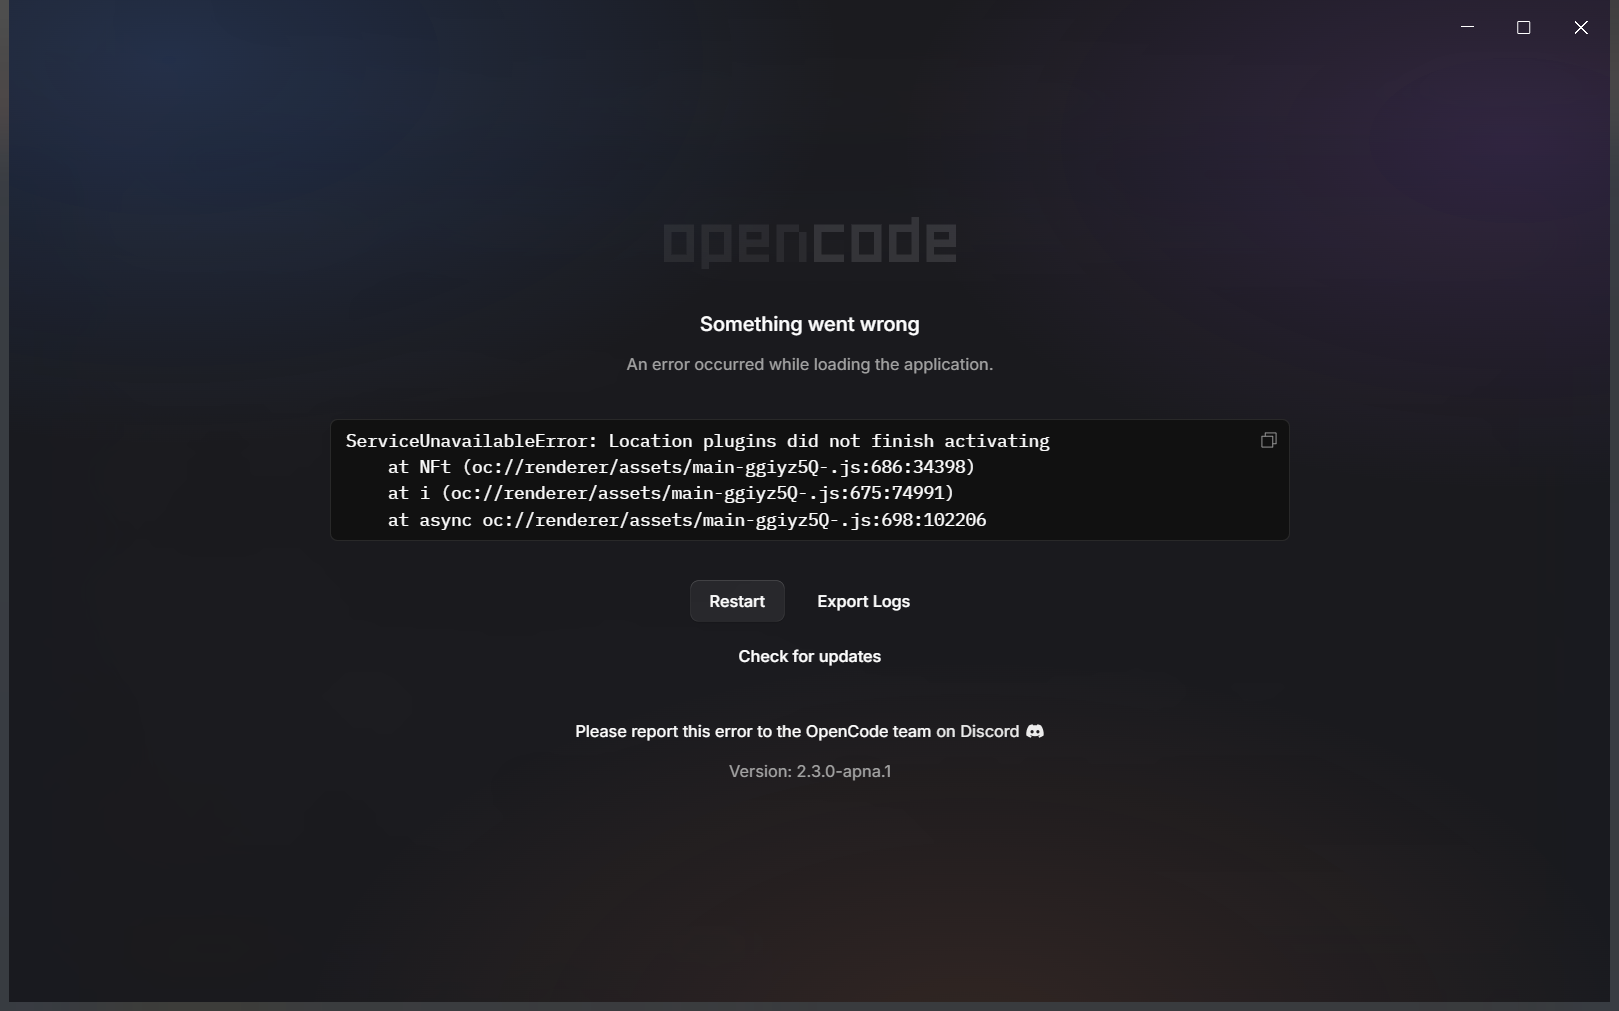 opencode
Something went wrong
An error occurred while loading the application.
ServiceUnavailableError: Location plugins did not finish activating
    at NFt (oc://renderer/assets/main-ggiyz5Q-.js:686:34398)
    at i (oc://renderer/assets/main-ggiyz5Q-.js:675:74991)
    at async oc://renderer/assets/main-ggiyz5Q-.js:698:102206
Restart Export Logs
Check for updates
Please report this error to the OpenCode team on Discord
Version: 2.3.0-apna.1